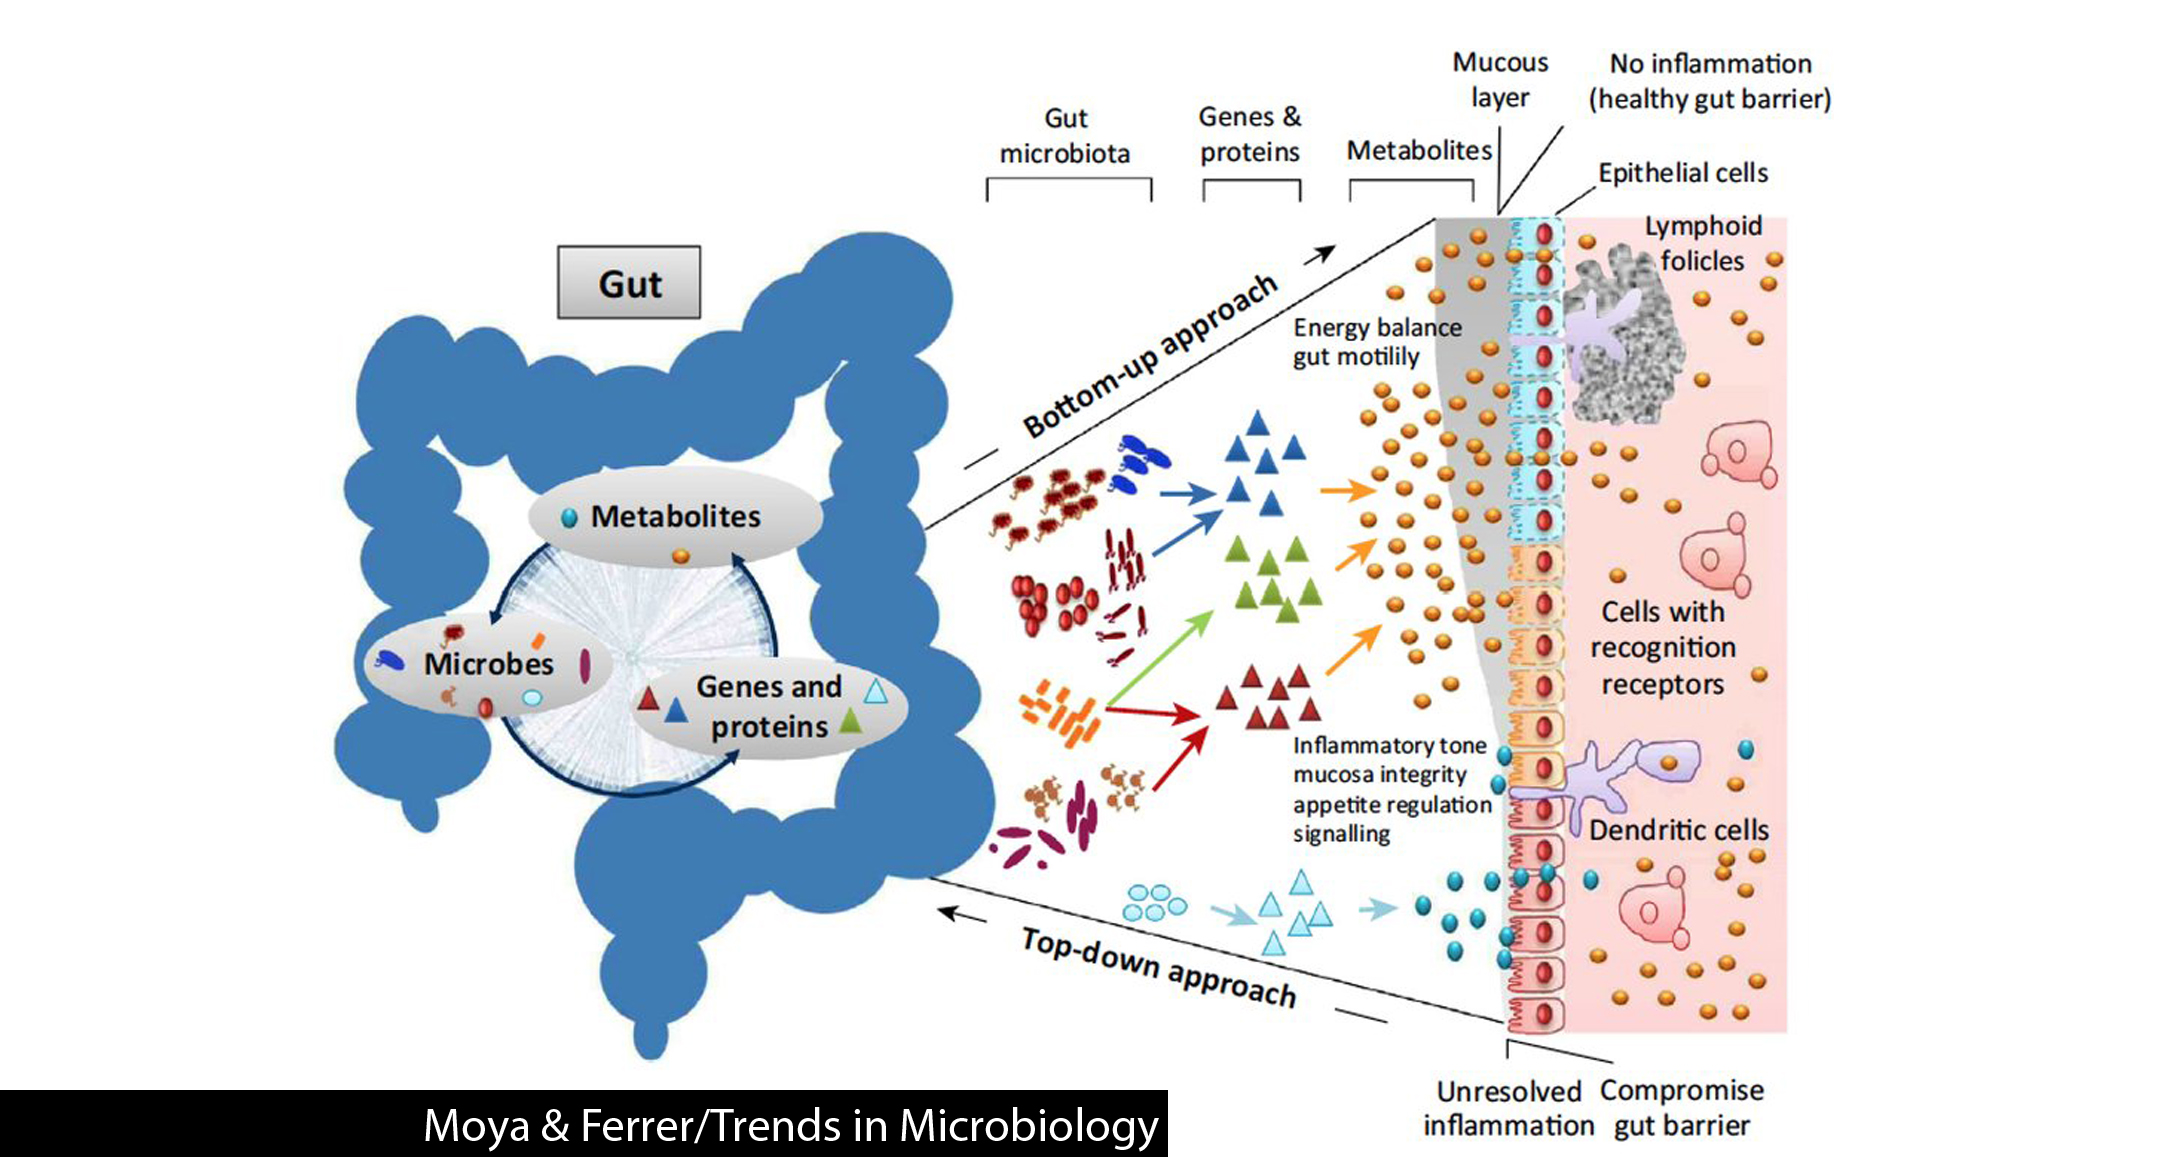 Mucous
layer
No inflammation
(healthy gut barrier)
Gut
microbiota
Genes &
proteins
Metabolites
Epithelial cells
Lymphoid
folicles
Gut
Bottom-up approach
Energy balance
gut motilily
Metabolites
Microbes
Genes and
proteins
Cells with
recognition
receptors
Inflammatory tone
mucosa integrity
appetite regulation
signalling
Dendritic cells
Top-down approach
Unresolved
inflammation
Compromise
gut barrier
Moya & Ferrer/Trends in Microbiology